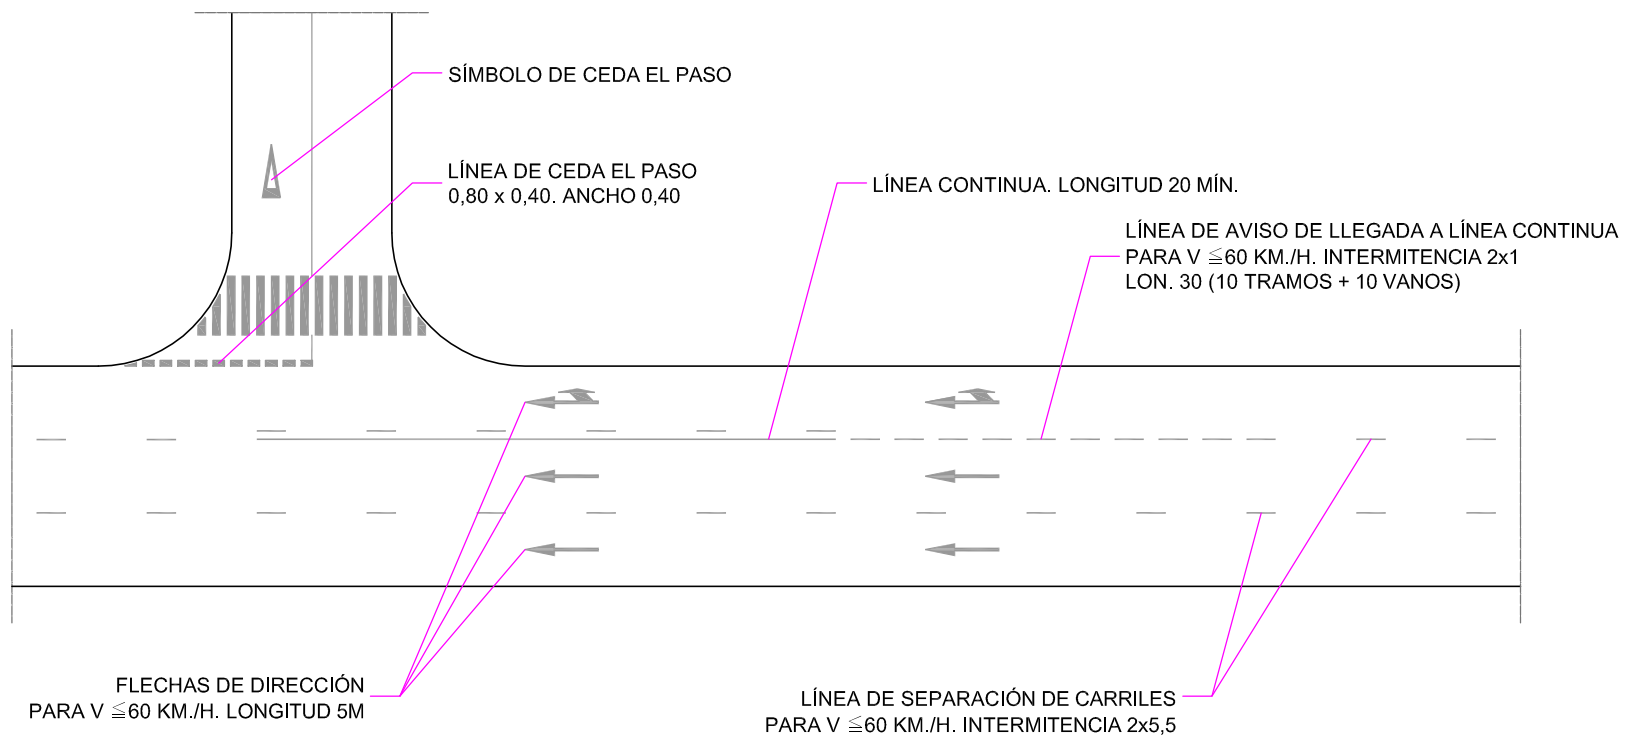 SÍMBOLO DE CEDA EL PASO
LÍNEA DE CEDA EL PASO
0,80 x 0,40. ANCHO 0,40
LÍNEA CONTINUA. LONGITUD 20 MÍN.
LÍNEA DE AVISO DE LLEGADA A LÍNEA CONTINUA
PARA V ≦60 KM./H. INTERMITENCIA 2x1
LON. 30 (10 TRAMOS + 10 VANOS)
FLECHAS DE DIRECCIÓN
PARA V ≦60 KM./H. LONGITUD 5M
LÍNEA DE SEPARACIÓN DE CARRILES
PARA V ≦60 KM./H. INTERMITENCIA 2x5,5